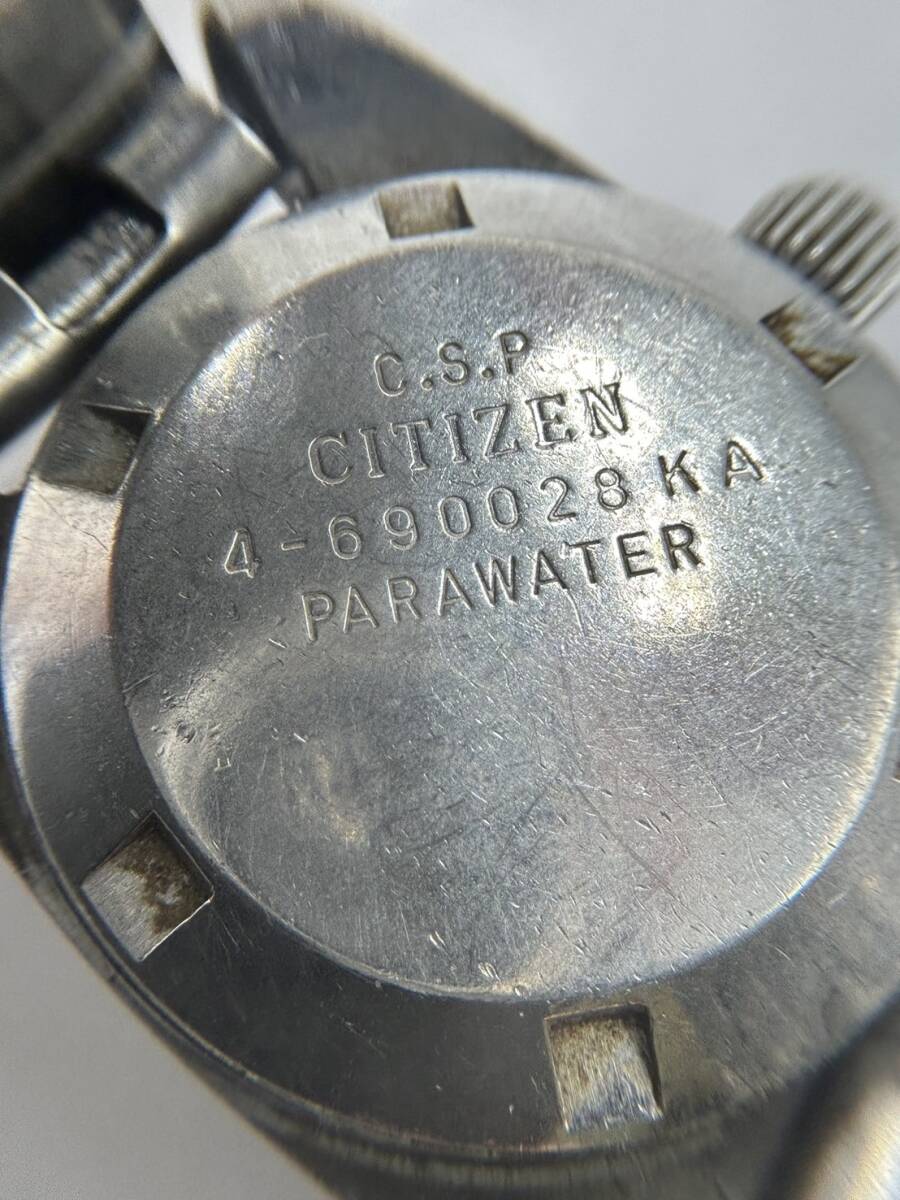 C.S.P
CITIZEN
4-690028 KA
PARAWATER